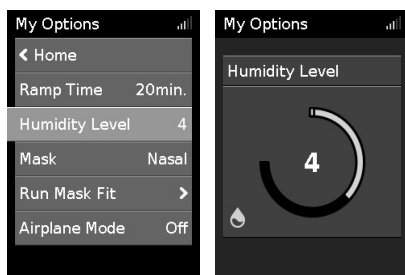 My Options
Home
Ramp Time 20min.
Humidity Level 4
Mask Nasal
Run Mask Fit
Airplane Mode Off
My Options
Humidity Level
4